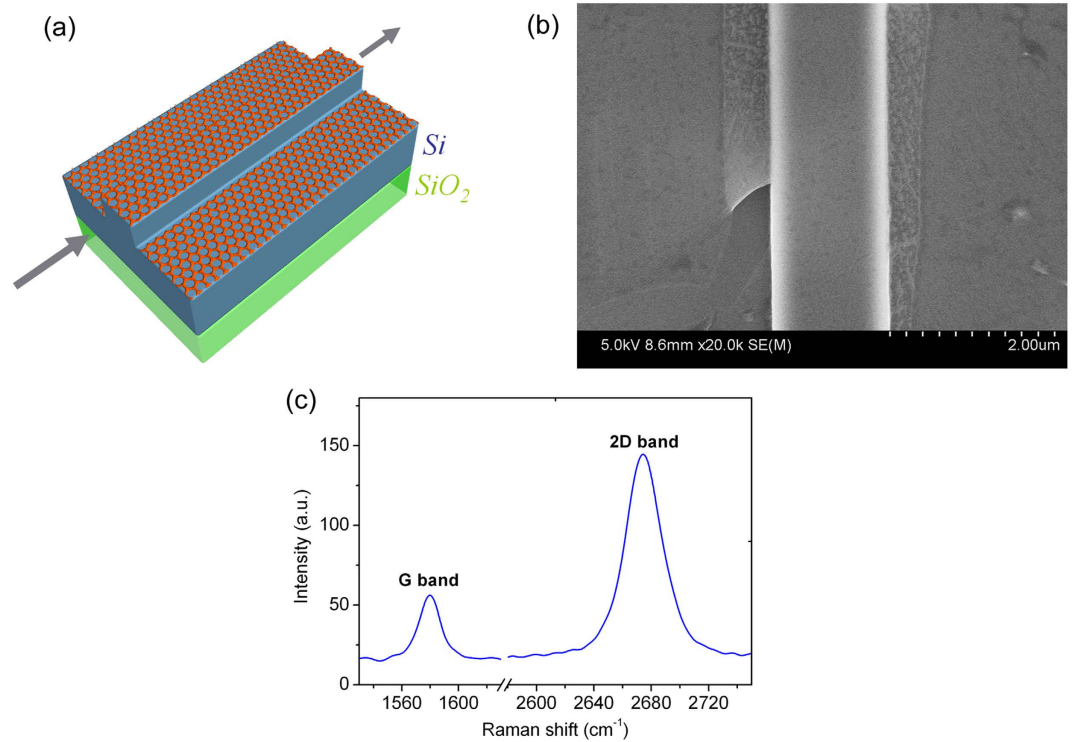 (a)
Si
SiO2
(b)
5.0kV 8.6mm x20.0k SE(M)
2.00um
(c)
150
100
50
0
Intensity (a.u.)
G band
2D band
1560
1600
2600
2640
2680
2720
Raman shift (cm-1)